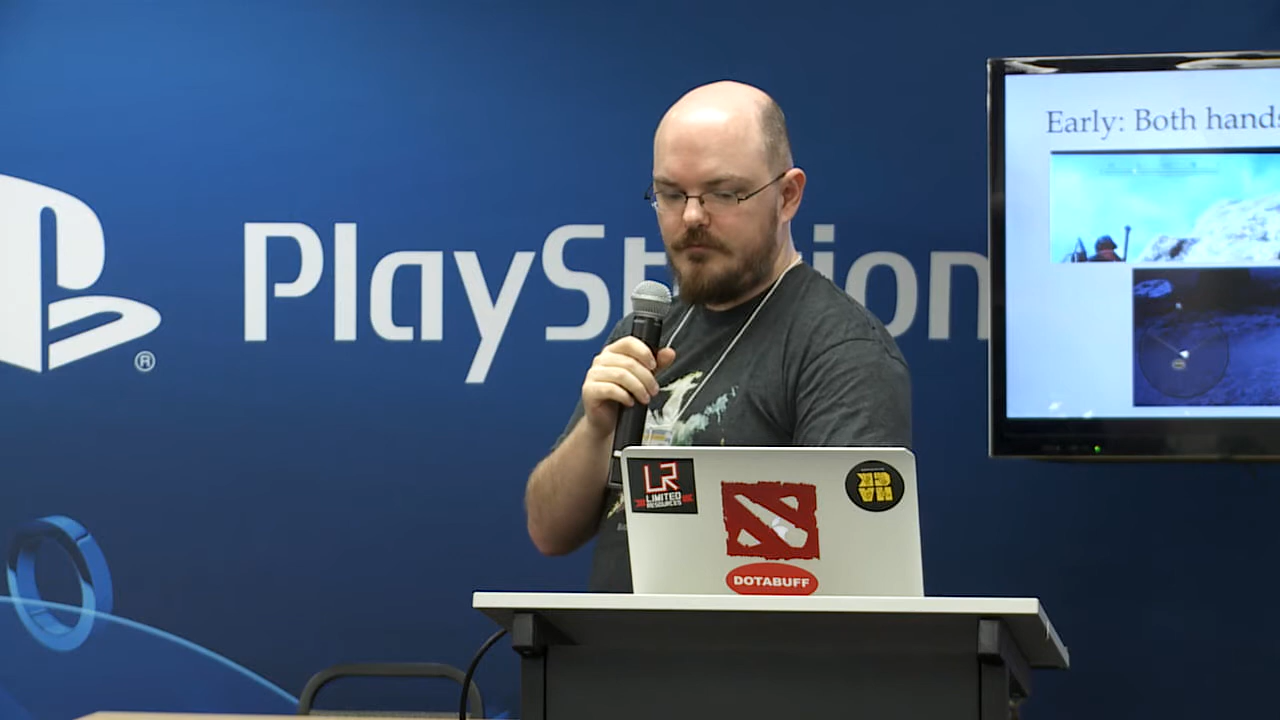 PlayStation
®
Early: Both hands
LR
LIMITED
RESOURCES
DOTABUFF